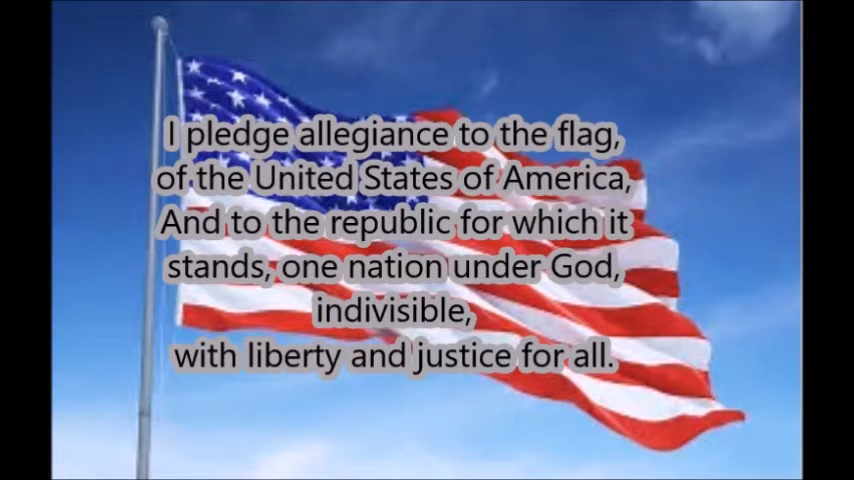 I pledge allegiance to the flag,
of the United States of America,
And to the republic for which it
stands, one nation under God,
indivisible,
with liberty and justice for all.